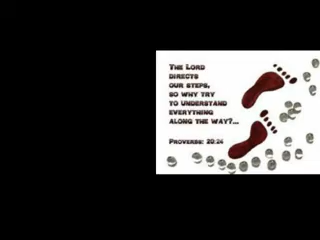 The Lord
directs
our steps,
so why try
to understand
everything
along the way?...
Proverbs: 20:24